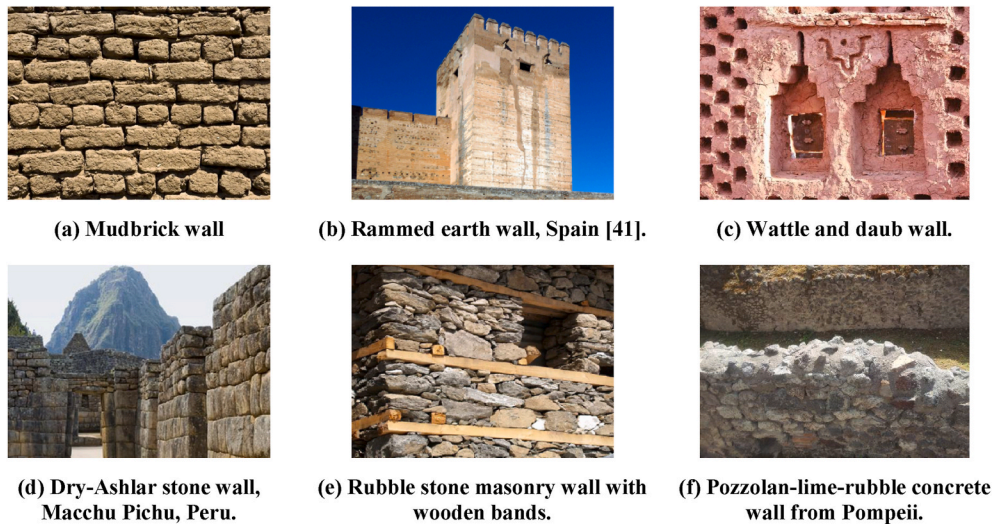 (a) Mudbrick wall
(b) Rammed earth wall, Spain [41].
(c) Wattle and daub wall.
(d) Dry-Ashlar stone wall,
Macchu Pichu, Peru.
(e) Rubble stone masonry wall with
wooden bands.
(f) Pozzolan-lime-rubble concrete
wall from Pompeii.